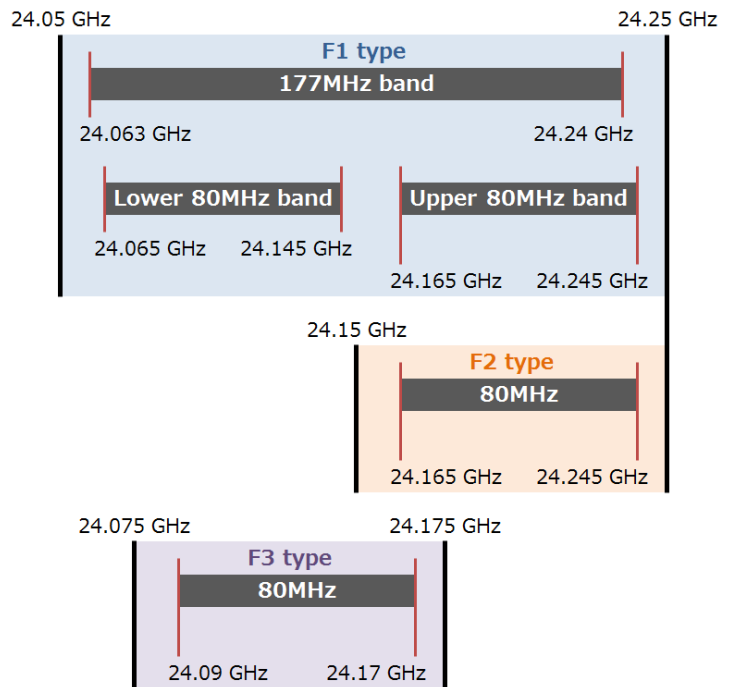 24.05 GHz 24.25 GHz
F1 type
177MHz band
24.063 GHz 24.24 GHz
Lower 80MHz band Upper 80MHz band
24.065 GHz 24.145 GHz
24.165 GHz 24.245 GHz
24.15 GHz
F2 type
80MHz
24.165 GHz 24.245 GHz
24.075 GHz 24.175 GHz
F3 type
80MHz
24.09 GHz 24.17 GHz